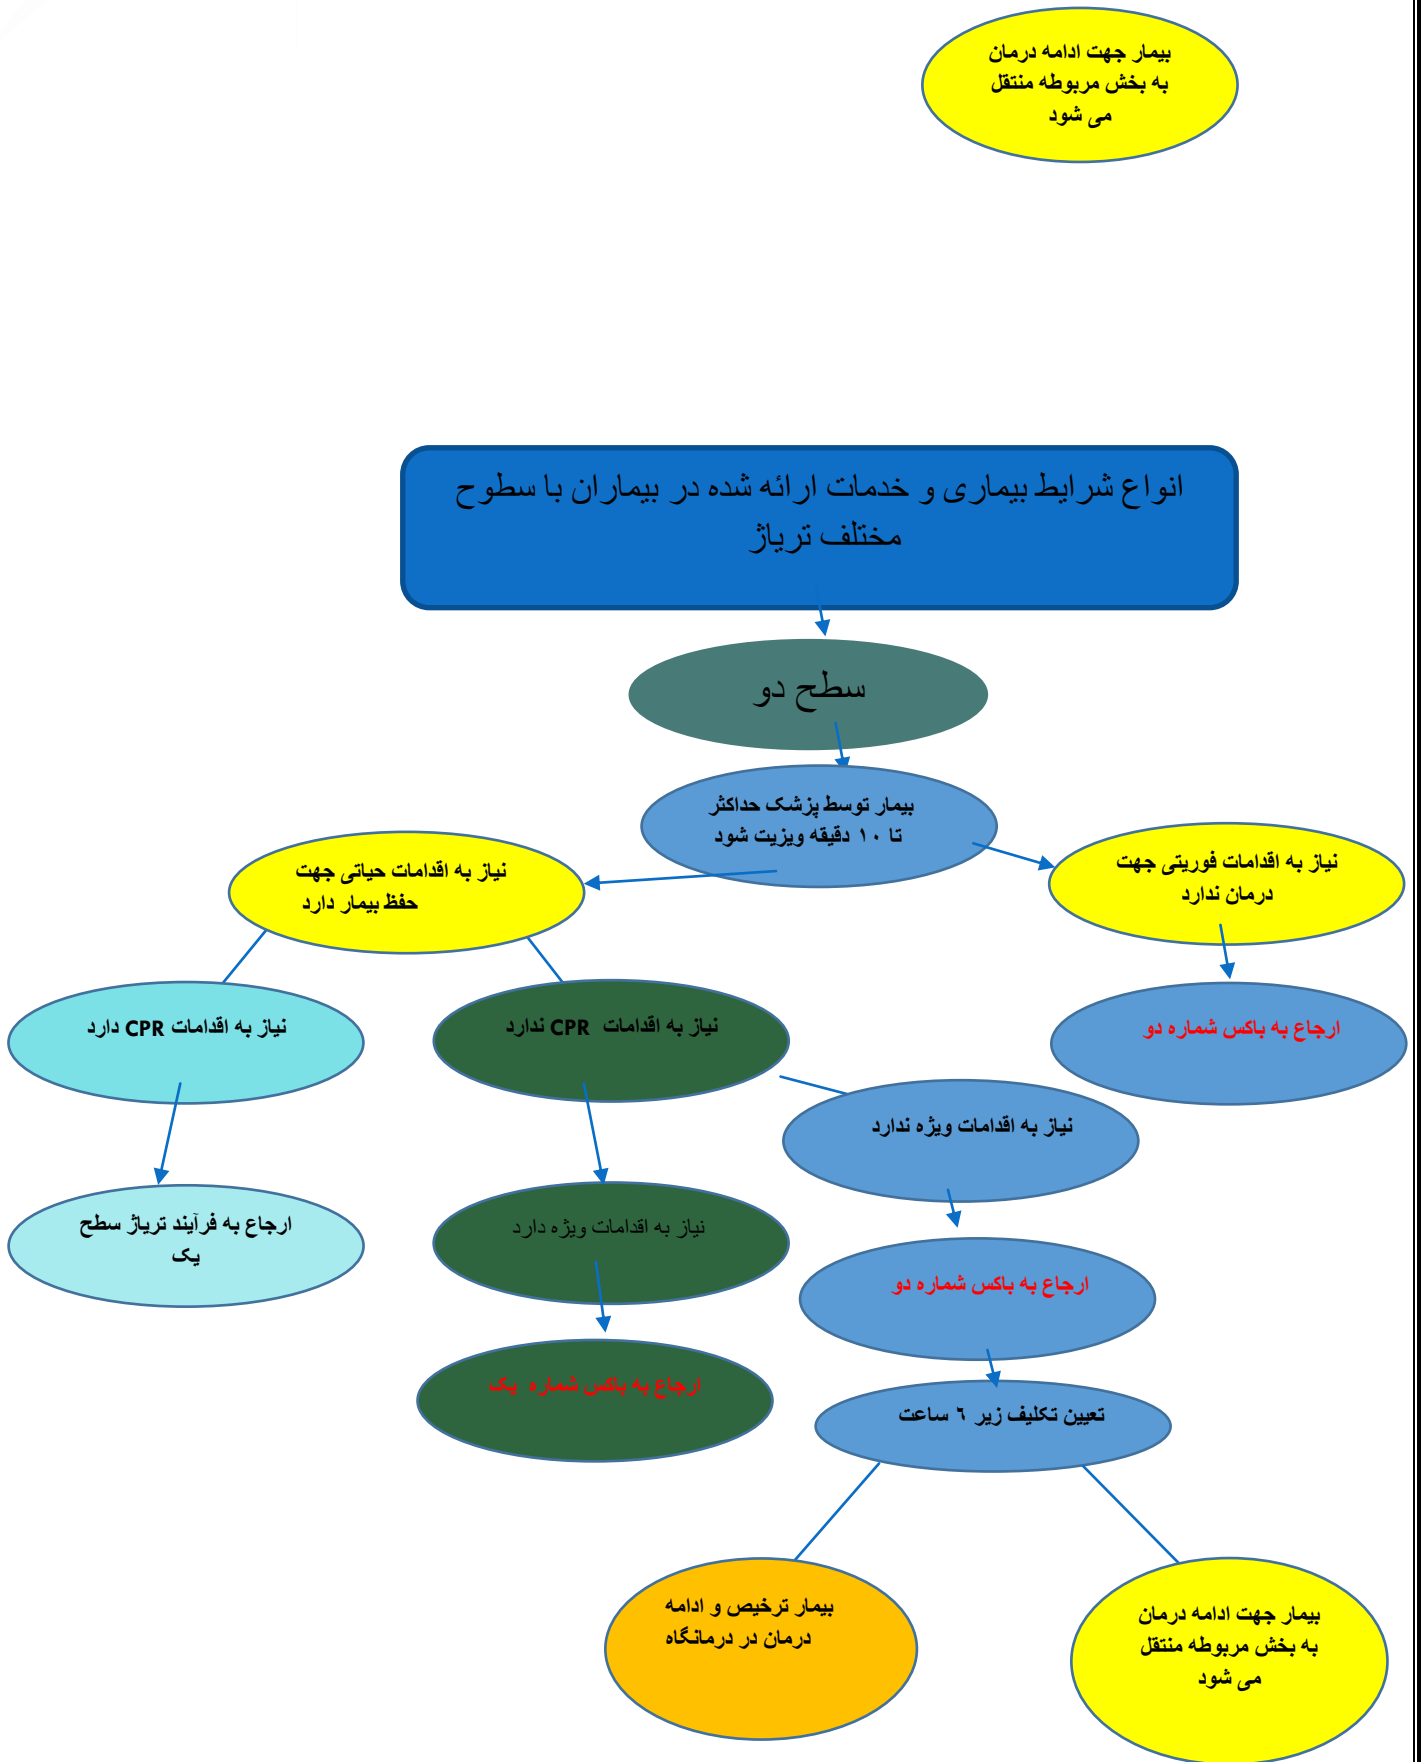 بیمار جهت ادامه درمان
به بخش مربوطه منتقل
می شود
انواع شرایط بیماری و خدمات ارائه شده در بیماران با سطوح
مختلف تریاژ
سطح دو
بیمار توسط پزشک حداکثر
تا ۱۰ دقیقه ویزیت شود
نیاز به اقدامات فوریتی جهت
درمان ندارد
نیاز به اقدامات حیاتی جهت
حفظ بیمار دارد
ارجاع به باکس شماره دو
نیاز به اقدامات CPR ندارد
نیاز به اقدامات CPR دارد
نیاز به اقدامات ویژه ندارد
نیاز به اقدامات ویژه دارد
ارجاع به فرآیند تریاژ سطح
یک
ارجاع به باکس شماره دو
ارجاع به باکس شماره یک
تعیین تکلیف زیر ٦ ساعت
بیمار جهت ادامه درمان
به بخش مربوطه منتقل
می شود
بیمار ترخیص و ادامه
درمان در درمانگاه